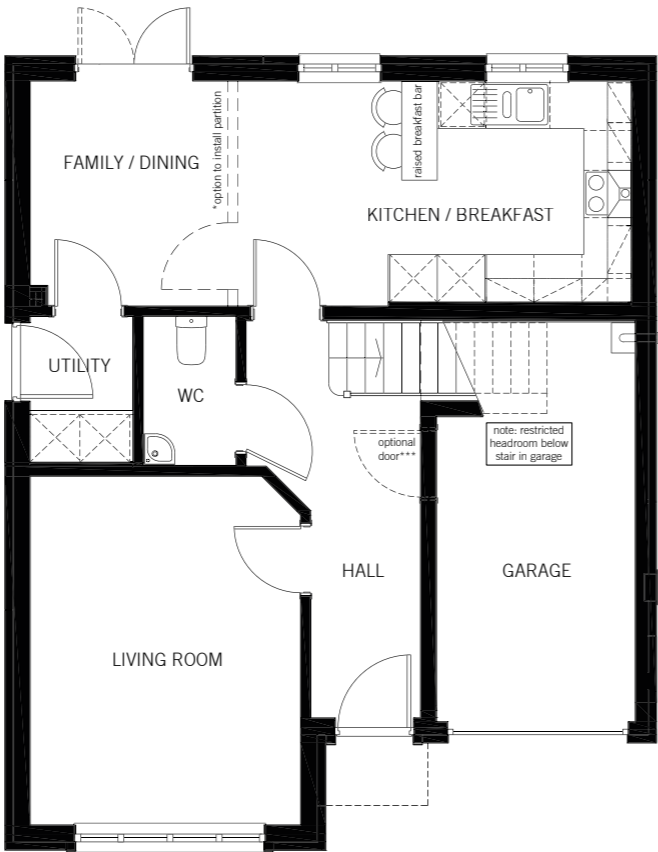 FAMILY / DINING
*option to install partition
raised breakfast bar
KITCHEN / BREAKFAST
UTILITY
WC
optional
door***
note: restricted
headroom below
stair in garage
HALL
GARAGE
LIVING ROOM